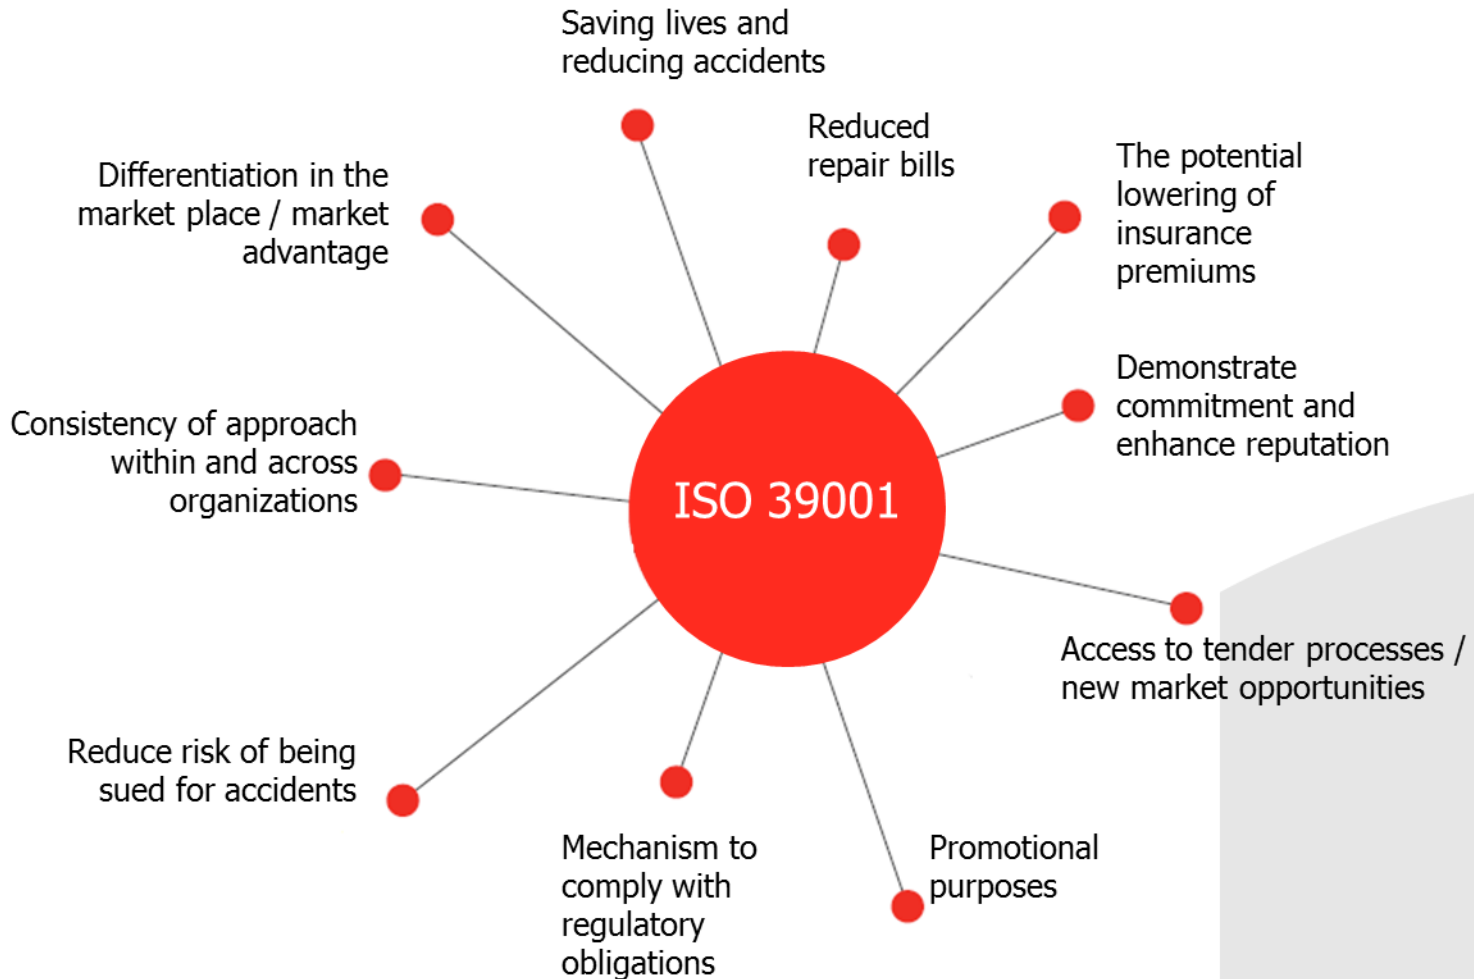 Saving lives and
reducing accidents
Reduced
repair bills
The potential
lowering of
insurance
premiums
Differentiation in the
market place / market
advantage
Demonstrate
commitment and
enhance reputation
Consistency of approach
within and across
organizations
ISO 39001
Access to tender processes /
new market opportunities
Reduce risk of being
sued for accidents
Mechanism to
comply with
regulatory
obligations
Promotional
purposes